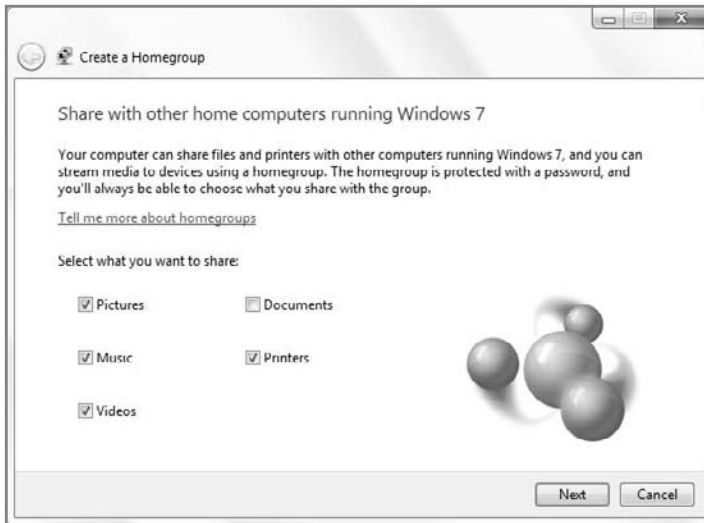 Create a Homegroup
Share with other home computers running Windows 7
Your computer can share files and printers with other computers running Windows 7, and you can
stream media to devices using a homegroup. The homegroup is protected with a password, and
you'll always be able to choose what you share with the group.
Tell me more about homegroups
Select what you want to share:
Pictures Documents
Music Printers
Videos
Next Cancel